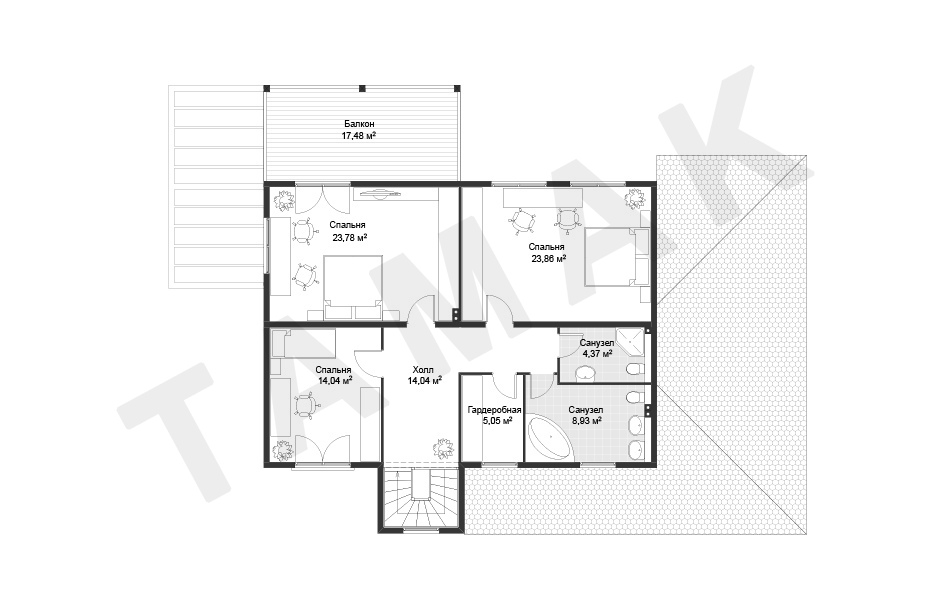 Балкон
17,48 м²
Спальня
23,78 м²
Спальня
23,86 м²
Спальня
14,04 м²
Холл
14,04 м²
Санузел
4,37 м²
Гардеробная
5,05 м²
Санузел
8,93 м²
TAMAK